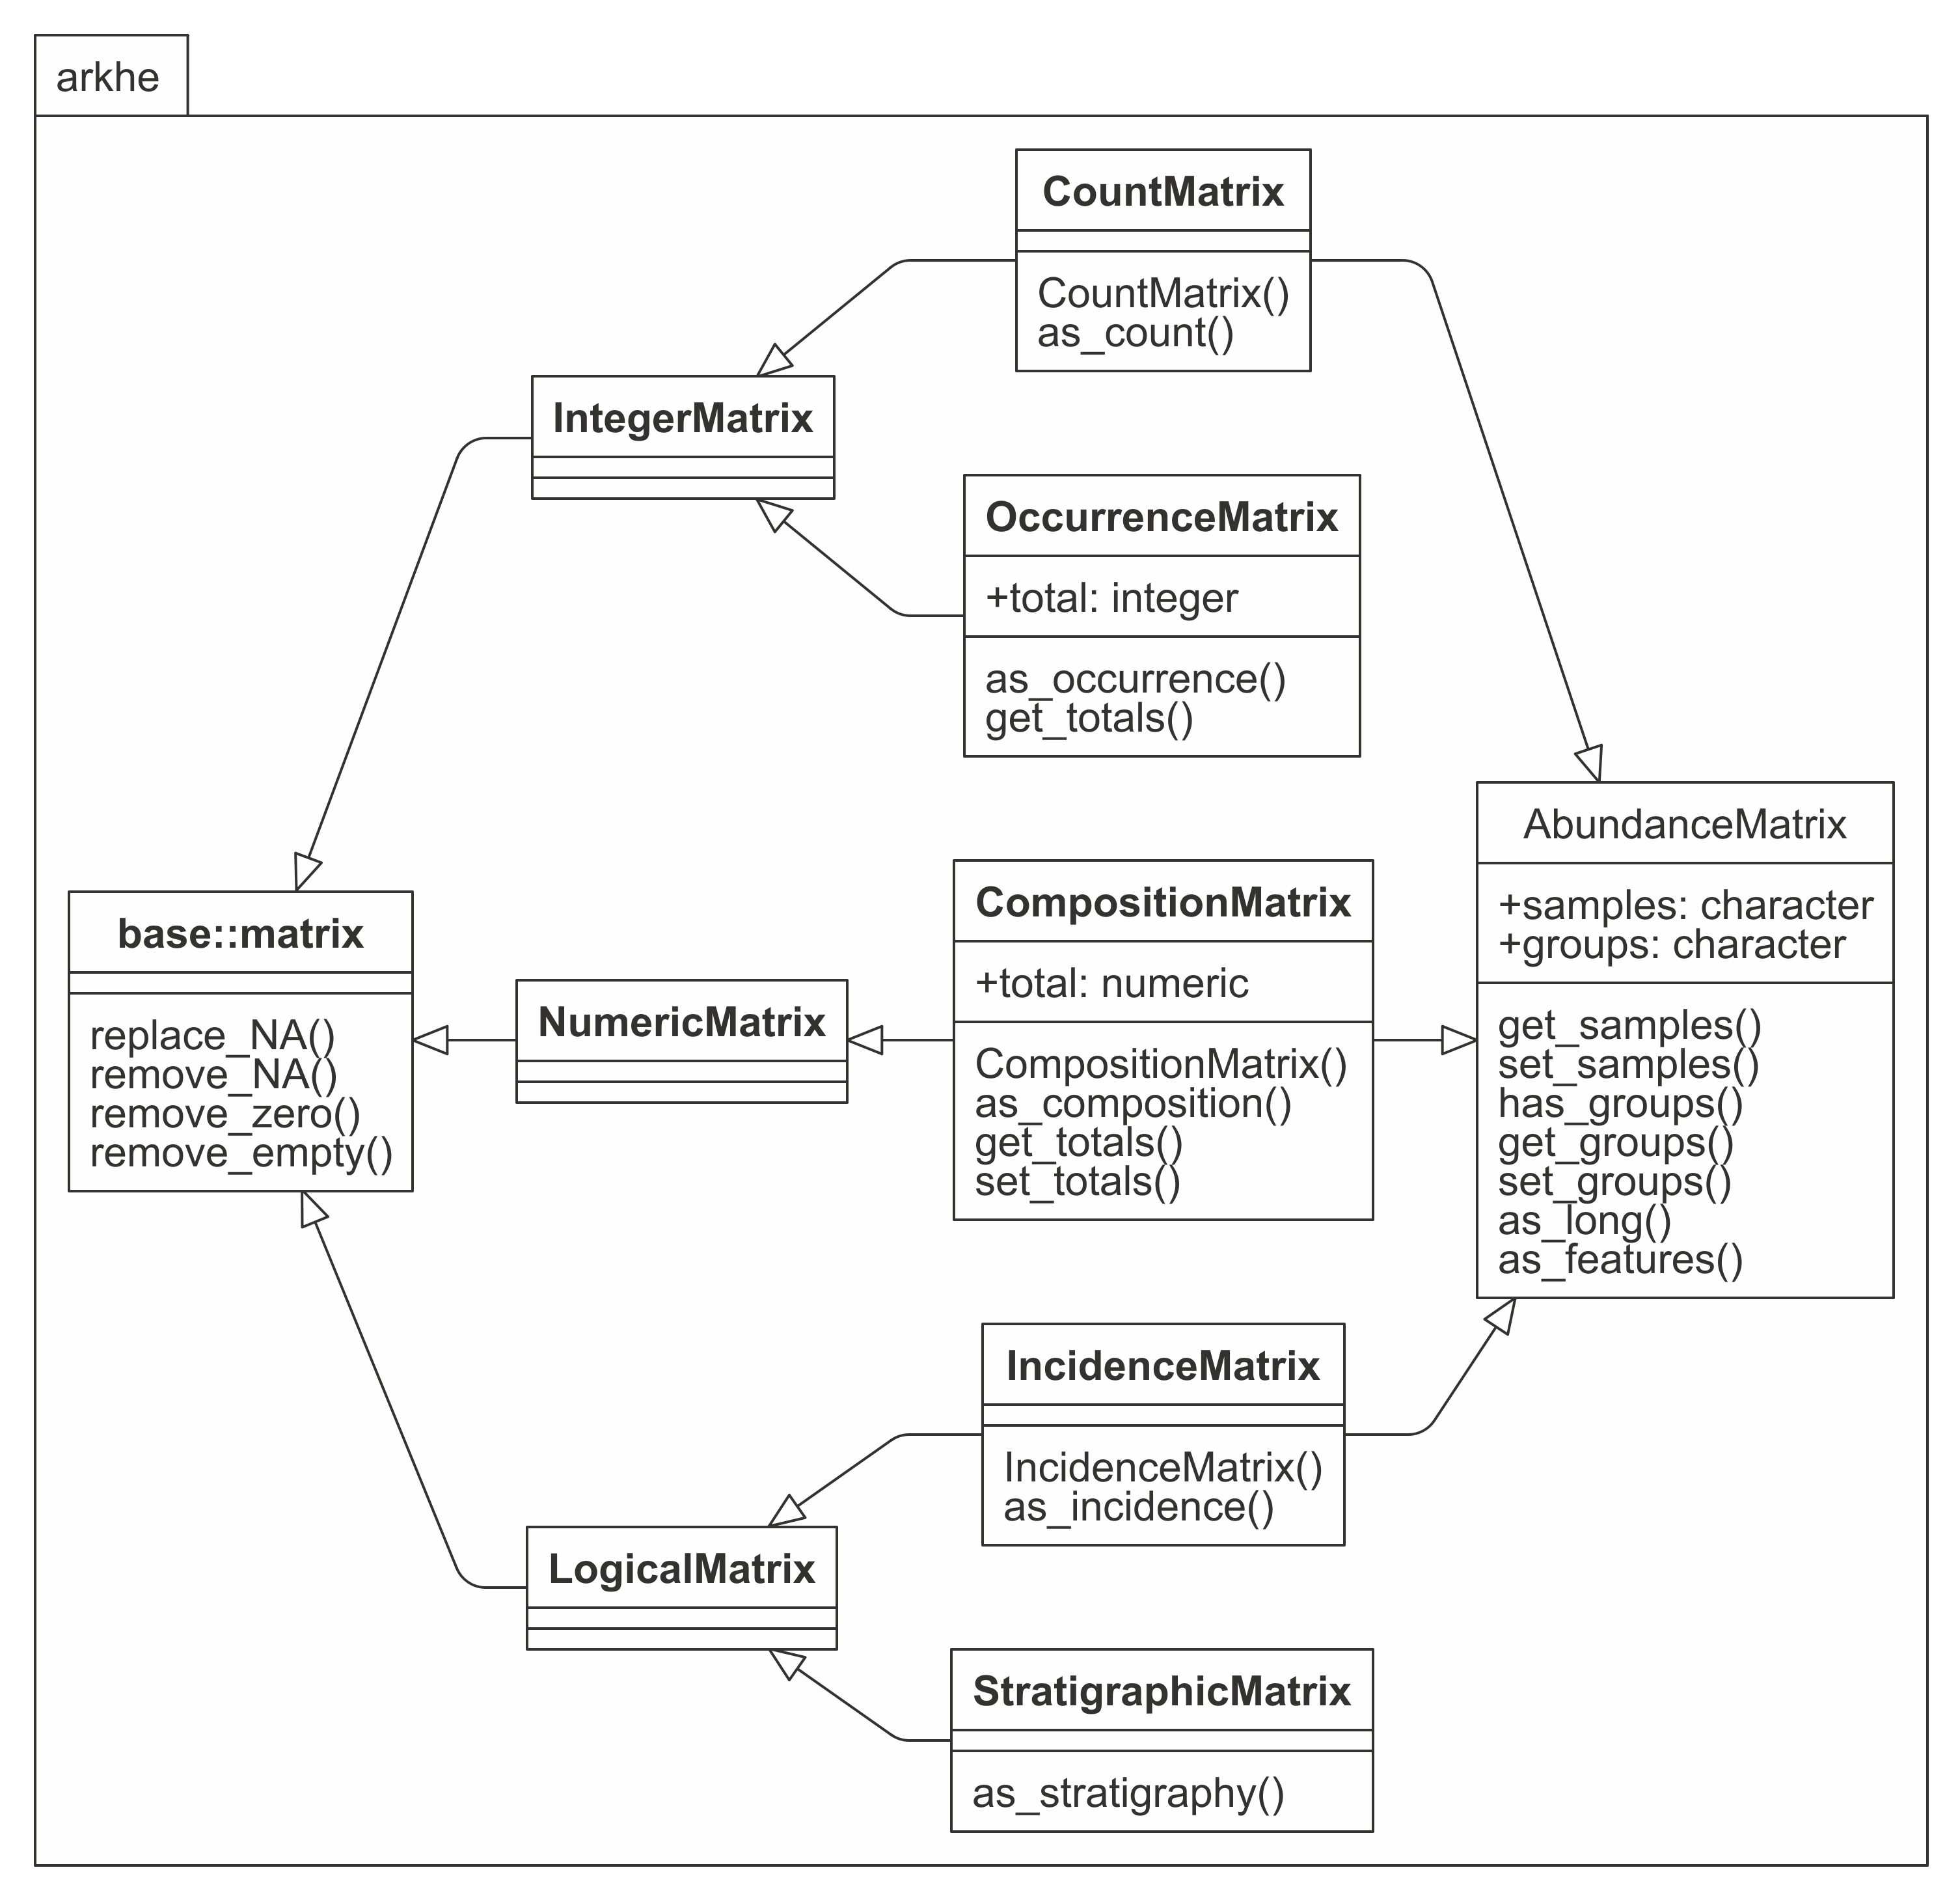 arkhe
CountMatrix
CountMatrix()
as_count()
IntegerMatrix
OccurrenceMatrix
+total: integer
as_occurrence()
get_totals()
AbundanceMatrix
+samples: character
+groups: character
get_samples()
set_samples()
has_groups()
get_groups()
set_groups()
as_long()
as_features()
base::matrix
replace_NA()
remove_NA()
remove_zero()
remove_empty()
NumericMatrix
CompositionMatrix
+total: numeric
CompositionMatrix()
as_composition()
get_totals()
set_totals()
IncidenceMatrix
IncidenceMatrix()
as_incidence()
LogicalMatrix
StratigraphicMatrix
as_stratigraphy()